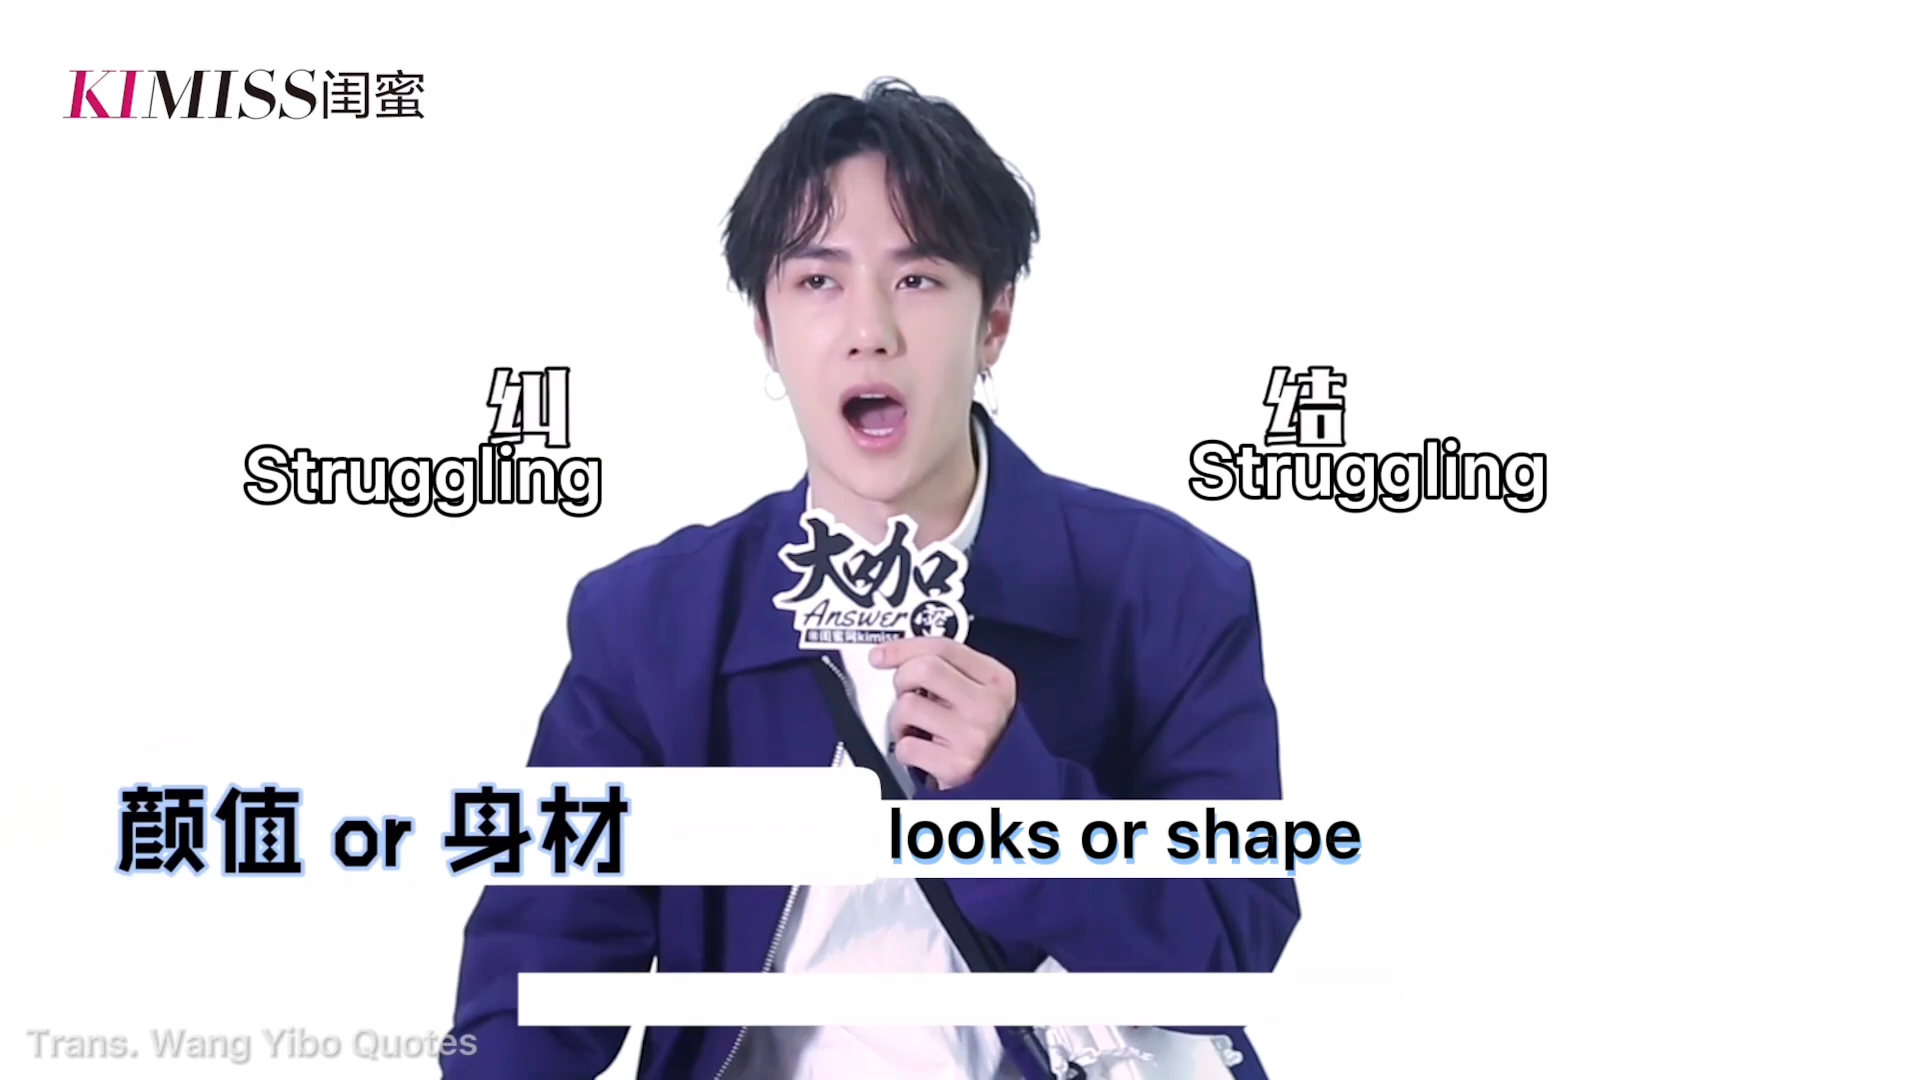 KIMISS闺蜜
纠 结
Struggling Struggling
大咖
Answer
颜值 or 身材
looks or shape
Trans. Wang Yibo Quotes